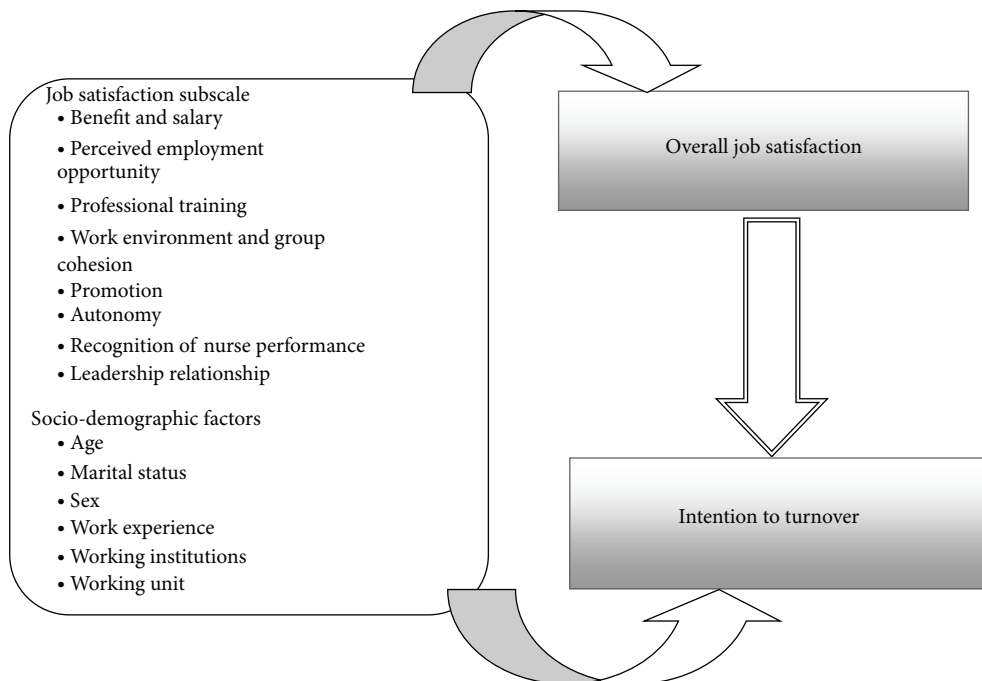 Job satisfaction subscale
• Benefit and salary
• Perceived employment
opportunity
• Professional training
• Work environment and group
cohesion
• Promotion
• Autonomy
• Recognition of nurse performance
• Leadership relationship
Socio-demographic factors
• Age
• Marital status
• Sex
• Work experience
• Working institutions
• Working unit
Overall job satisfaction
Intention to turnover